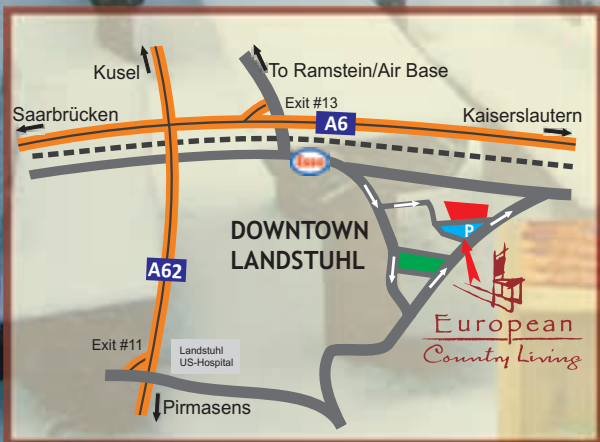 Kusel
To Ramstein/Air Base
Saarbrücken
Exit #13
A6
Kaiserslautern
Esso
DOWNTOWN
LANDSTUHL
P
A62
European
Country Living
Exit #11
Landstuhl
US-Hospital
Pirmasens